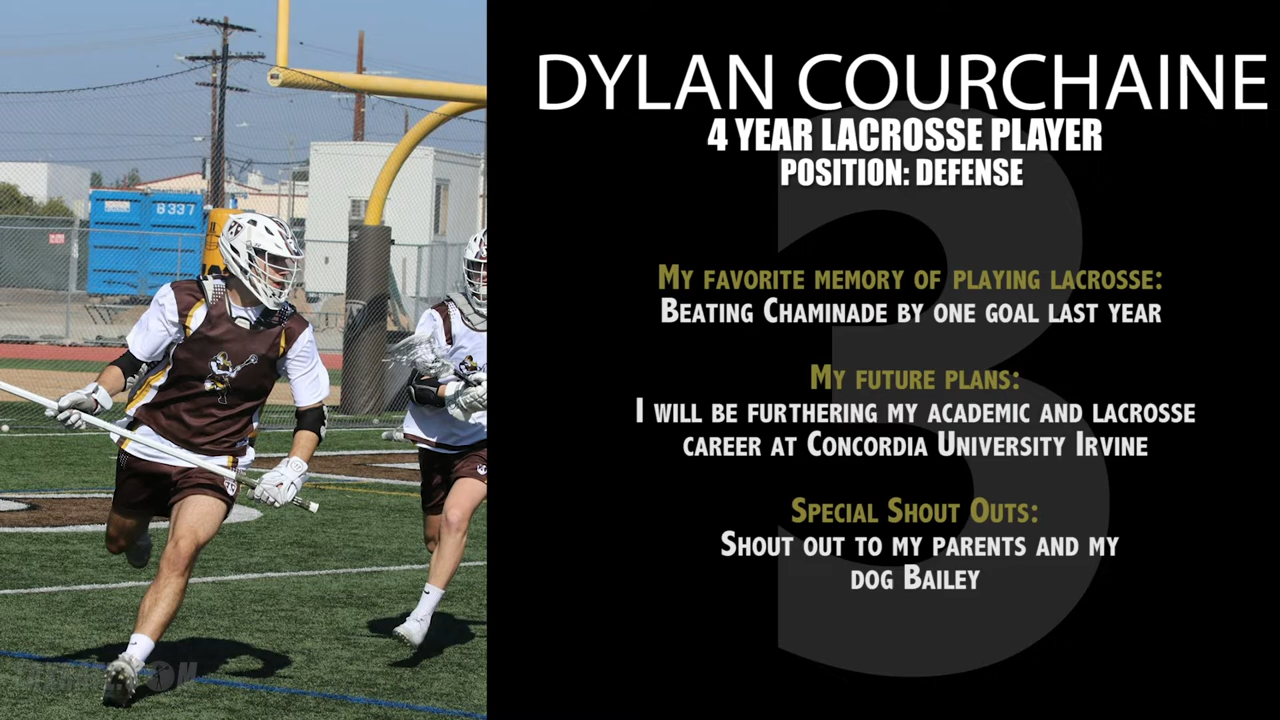 DYLAN COURCHAINE
4 YEAR LACROSSE PLAYER
POSITION: DEFENSE
3
MY FAVORITE MEMORY OF PLAYING LACROSSE:
BEATING CHAMINADE BY ONE GOAL LAST YEAR
MY FUTURE PLANS:
I WILL BE FURTHERING MY ACADEMIC AND LACROSSE
CAREER AT CONCORDIA UNIVERSITY IRVINE
SPECIAL SHOUT OUTS:
SHOUT OUT TO MY PARENTS AND MY
DOG BAILEY
8337